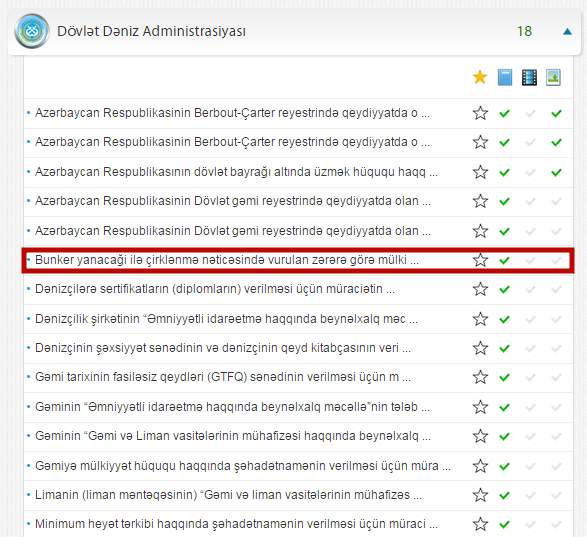 Dövlət Dəniz Administrasiyası
18
Azərbaycan Respublikasinin Berbout-Çarter reyestrində qeydiyyatda o ...
Azərbaycan Respublikasinin Berbout-Çarter reyestrində qeydiyyatda o ...
Azərbaycan Respublikasının dövlət bayrağı altında üzmək hüququ haqq ...
Azərbaycan Respublikasinin Dövlət gəmi reyestrində qeydiyyatda olan ...
Azərbaycan Respublikasinin Dövlət gəmi reyestrində qeydiyyatda olan ...
Bunker yanacaği ilə çirklənmə nəticəsində vurulan zərərə görə mülki ...
Dənizçilərə sertifikatların (diplomların) verilməsi üçün müraciətin ...
Dənizçilik şirkətinin “Əmniyyətli idarəetmə haqqında beynəlxalq məc ...
Dənizçinin şəxsiyyət sənədinin və dənizçinin qeyd kitabçasının veri ...
Gəmi tarixinin fasiləsiz qeydləri (GTFQ) sənədinin verilməsi üçün m ...
Gəminin “Əmniyyətli idarəetmə haqqında beynəlxalq məcəllə”nin tələb ...
Gəminin “Gəmi və Liman vasitələrinin mühafizəsi haqqında beynəlxalq ...
Gəmiyə mülkiyyət hüququ haqqında şəhadətnamənin verilməsi üçün müra ...
Limanin (liman məntəqəsinin) “Gəmi və liman vasitələrinin mühafizəs ...
Minimum heyət tərkibi haqqında şəhadətnamənin verilməsi üçün müraci ...